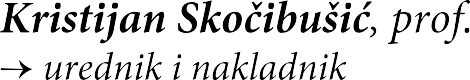 Kristijan Skočibušić, prof.
→ urednik i nakladnik